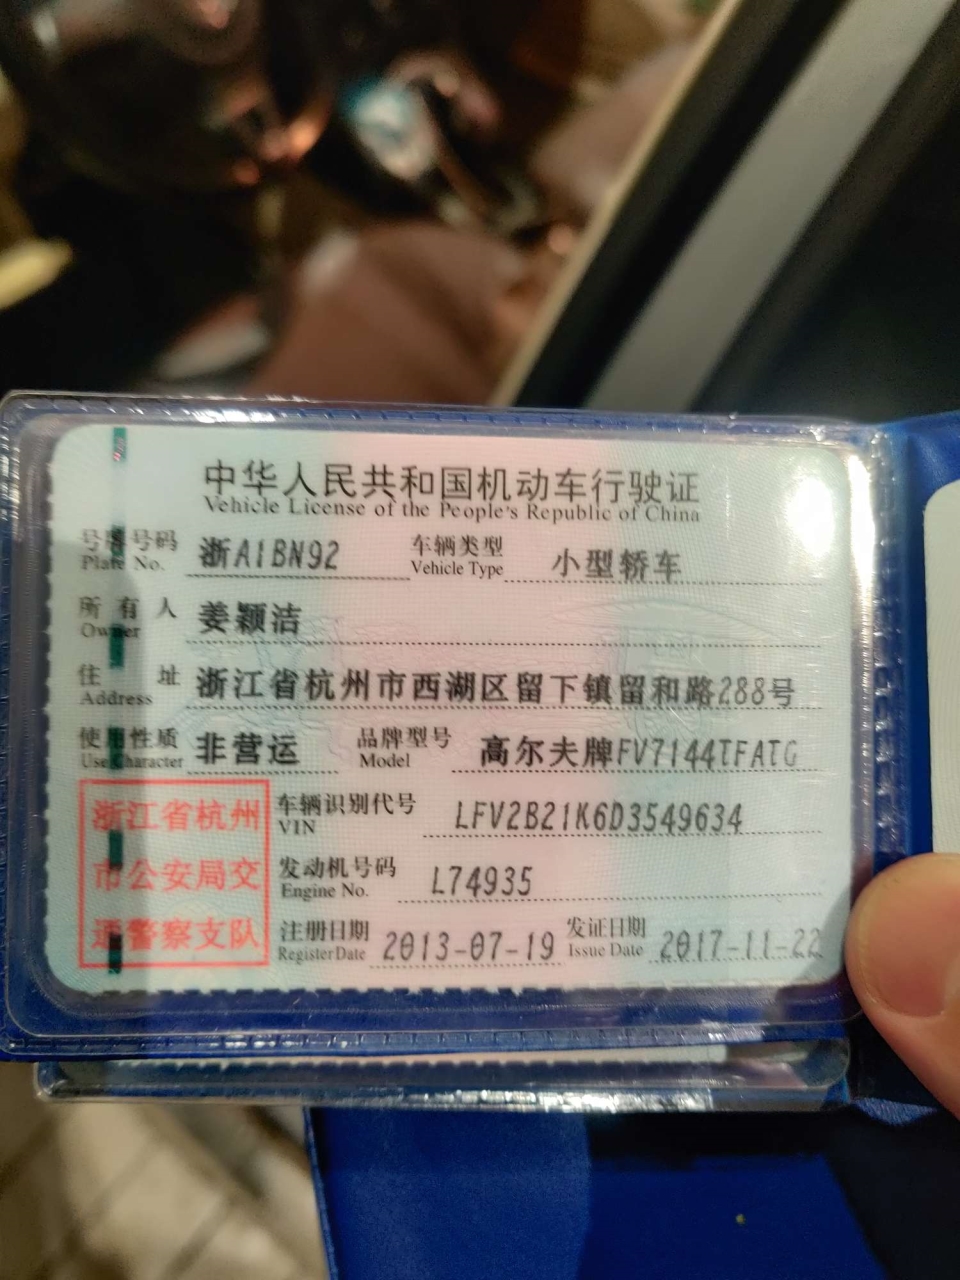 中华人民共和国机动车行驶证
Vehicle License of the People's Republic of China
号牌号码 浙A1BN92 车辆类型 小型轿车
Plate No. Vehicle Type
所有人 姜颖洁
Owner
住址 浙江省杭州市西湖区留下镇留和路288号
Address
使用性质 非营运 品牌型号 高尔夫牌FV7144TFATG
Use Character Model
浙江省杭州市公安局交通警察支队
车辆识别代号 LFV2B21K6D3549634
VIN
发动机号码 L74935
Engine No.
注册日期 2013-07-19 发证日期 2017-11-22
Register Date Issue Date